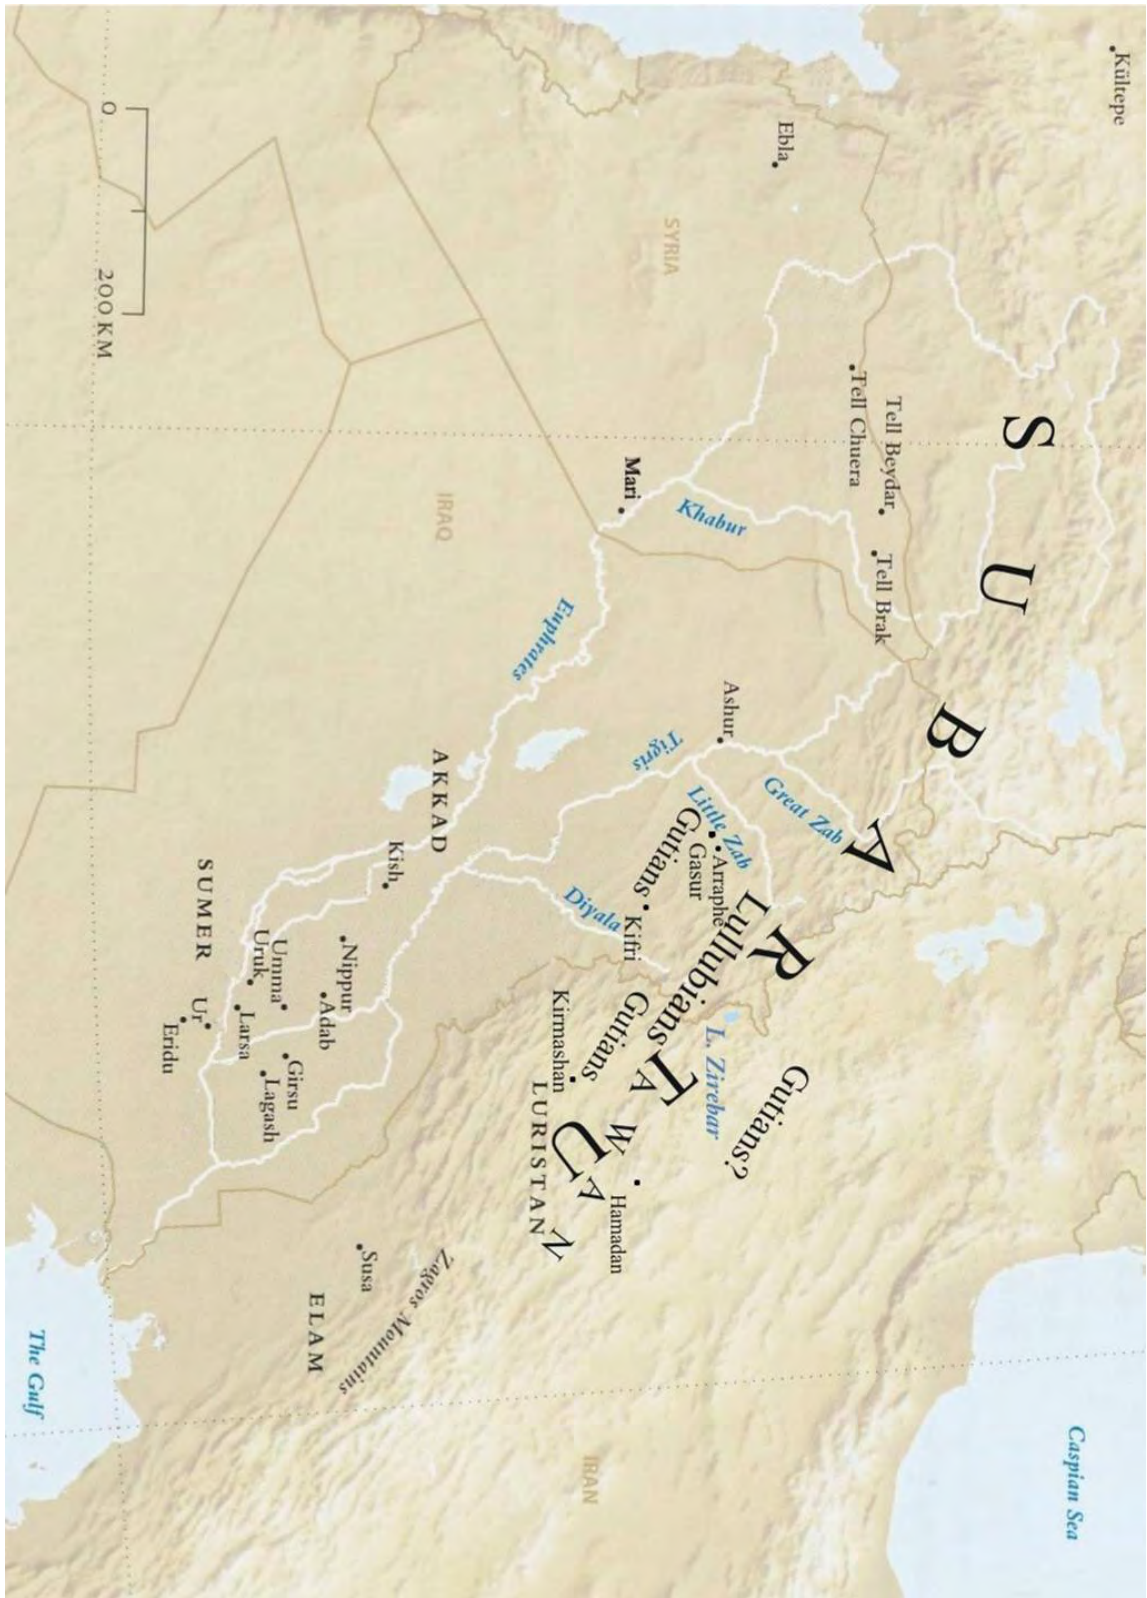 Kültepe
Caspian Sea
S
U
B
A
R
T
U
Tell Beydar
Tell Chuera
Tell Brak
Ebla
SYRIA
Khabur
Mari
Great Zab
Little Zab
Ashur
Tigris
Arraphe
Gasur
Gutians
Kifri
Lullubians
L. Zirebar
Gutians?
Gutians
Diyala
Kirmashan
Hamadan
T
A
W
A
N
LURISTAN
Euphrates
IRAQ
AKKAD
Kish
SUMER
Nippur
Adab
Umma
Uruk
Larsa
Girsu
Lagash
Ur
Eridu
Susa
ELAM
Zagros Mountains
IRAN
The Gulf
0
200 KM